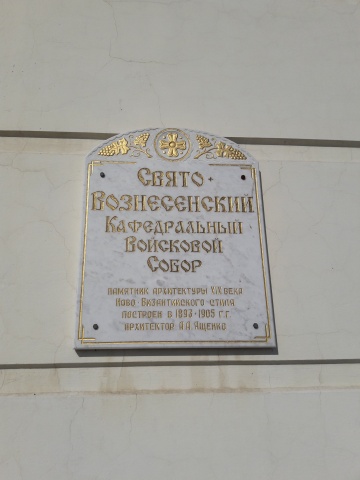 Свято-
Вознесенский
Кафедральный
Войсковой
Собор
памятник архитектуры XIX века
Ново-Византийского стиля
построен в 1893-1905 г.г.
архитектор А.А.Ященко